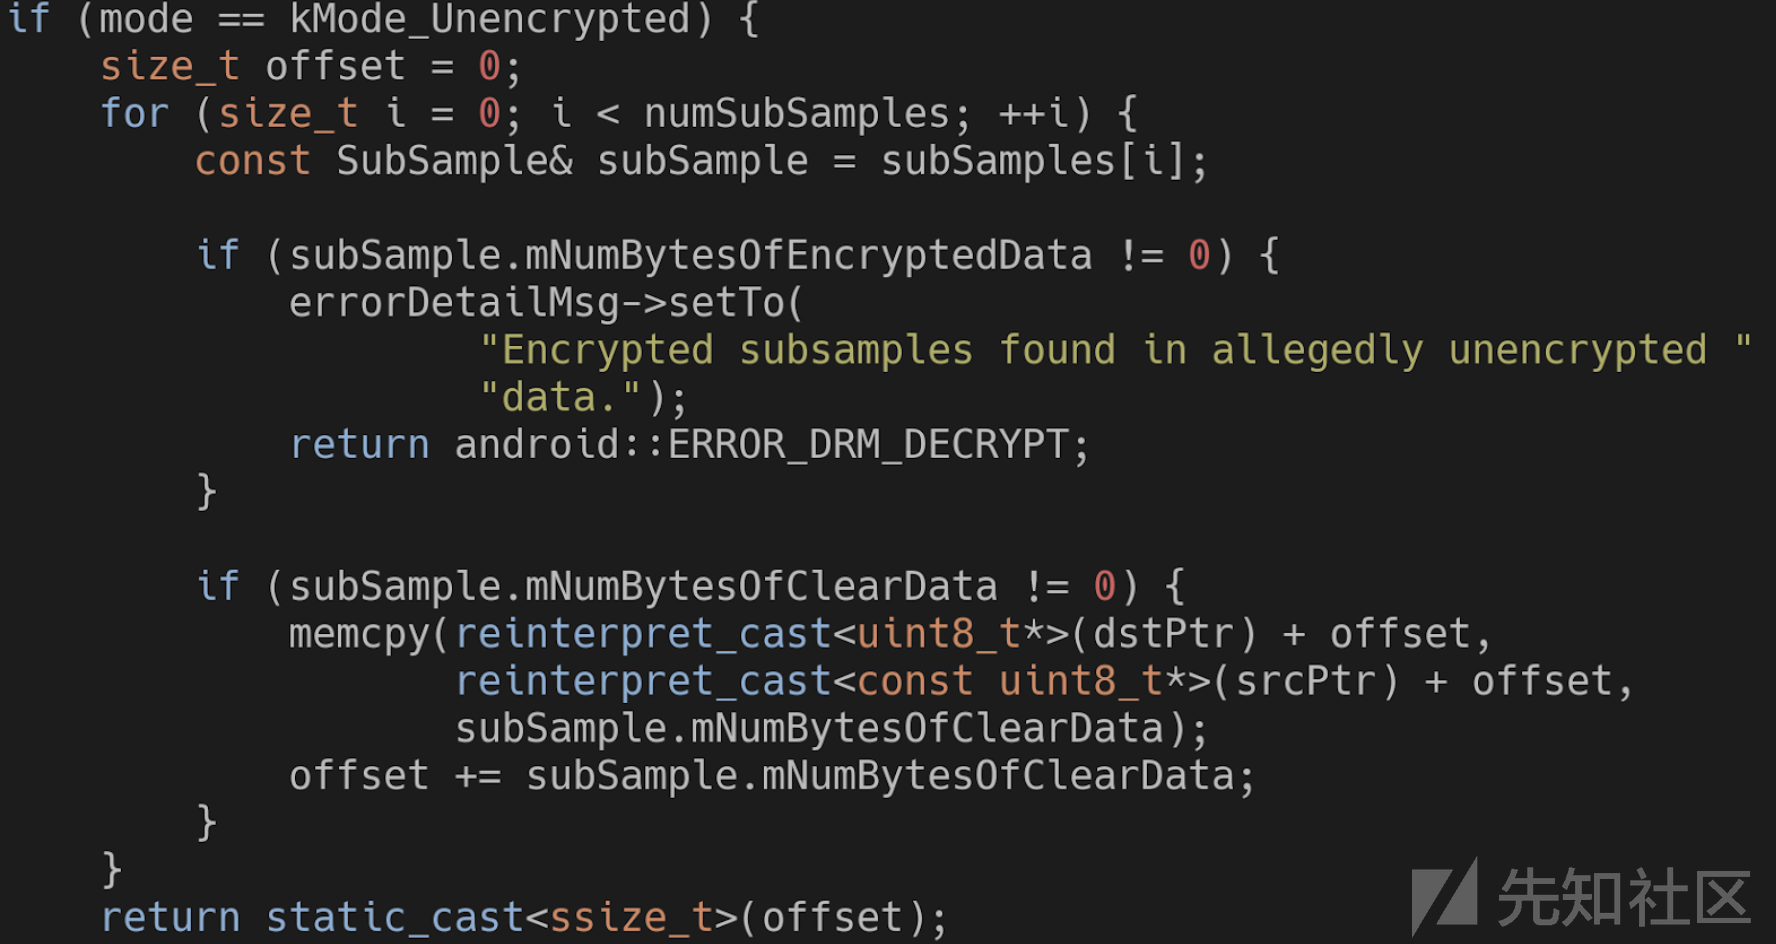 if (mode == kMode_Unencrypted) {
size_t offset = 0;
for (size_t i = 0; i < numSubSamples; ++i) {
const SubSample& subSample = subSamples[i];
if (subSample.mNumBytesOfEncryptedData != 0) {
errorDetailMsg->setTo(
"Encrypted subsamples found in allegedly unencrypted "
"data.");
return android::ERROR_DRM_DECRYPT;
}
if (subSample.mNumBytesOfClearData != 0) {
memcpy(reinterpret_cast<uint8_t*>(dstPtr) + offset,
reinterpret_cast<const uint8_t*>(srcPtr) + offset,
subSample.mNumBytesOfClearData);
offset += subSample.mNumBytesOfClearData;
}
}
return static_cast<ssize_t>(offset);
先知社区